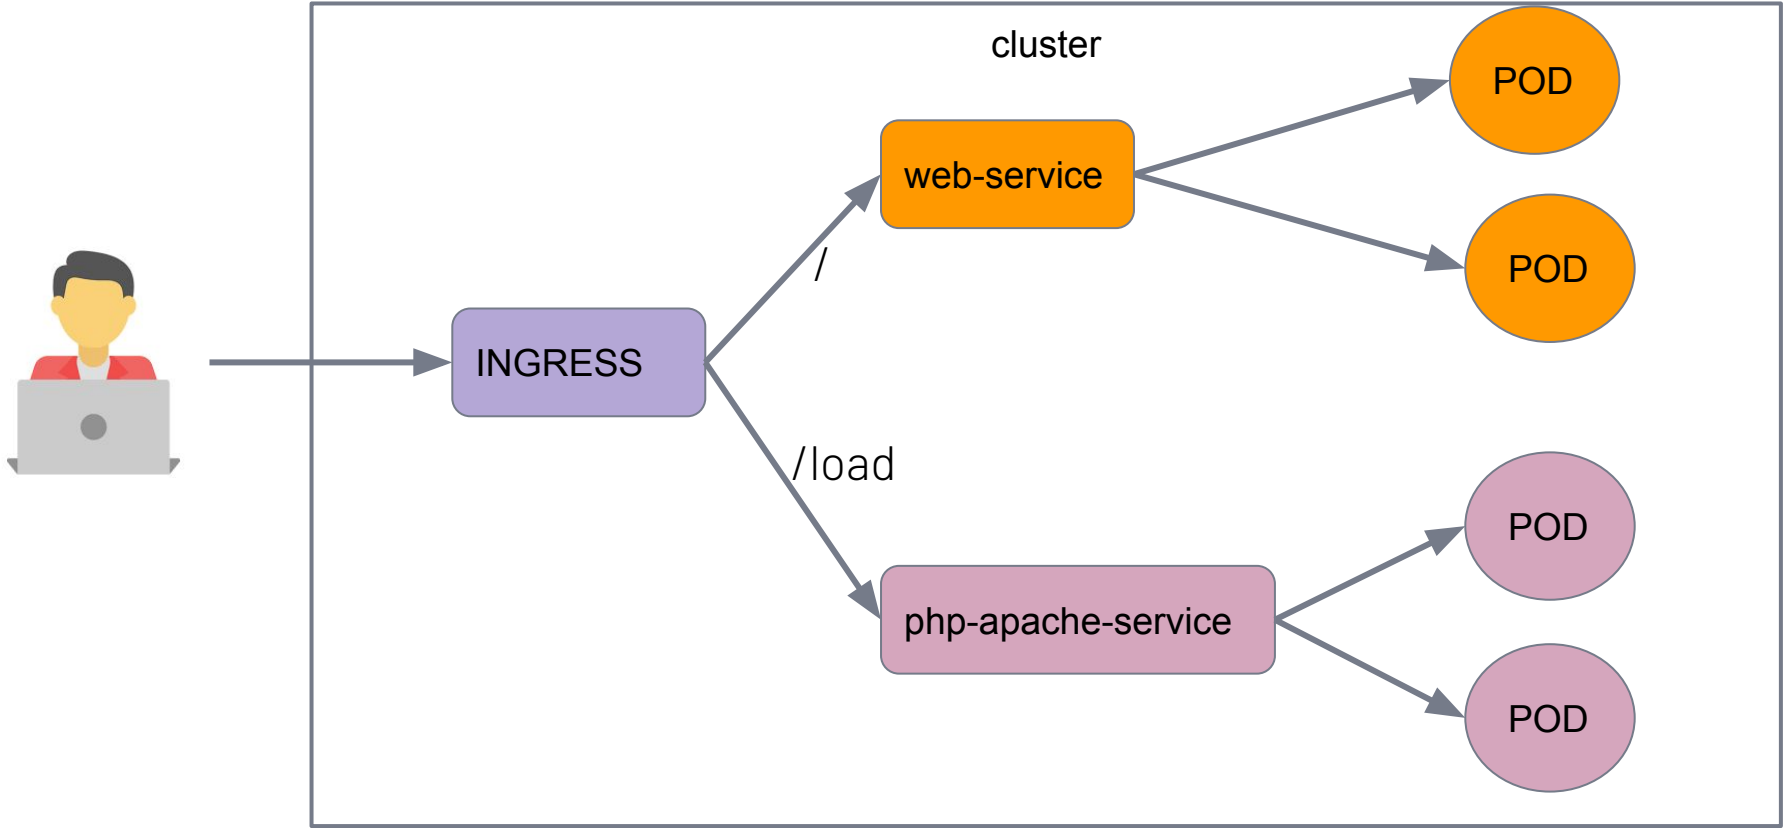 cluster
POD
web-service
/
POD
INGRESS
/load
POD
php-apache-service
POD